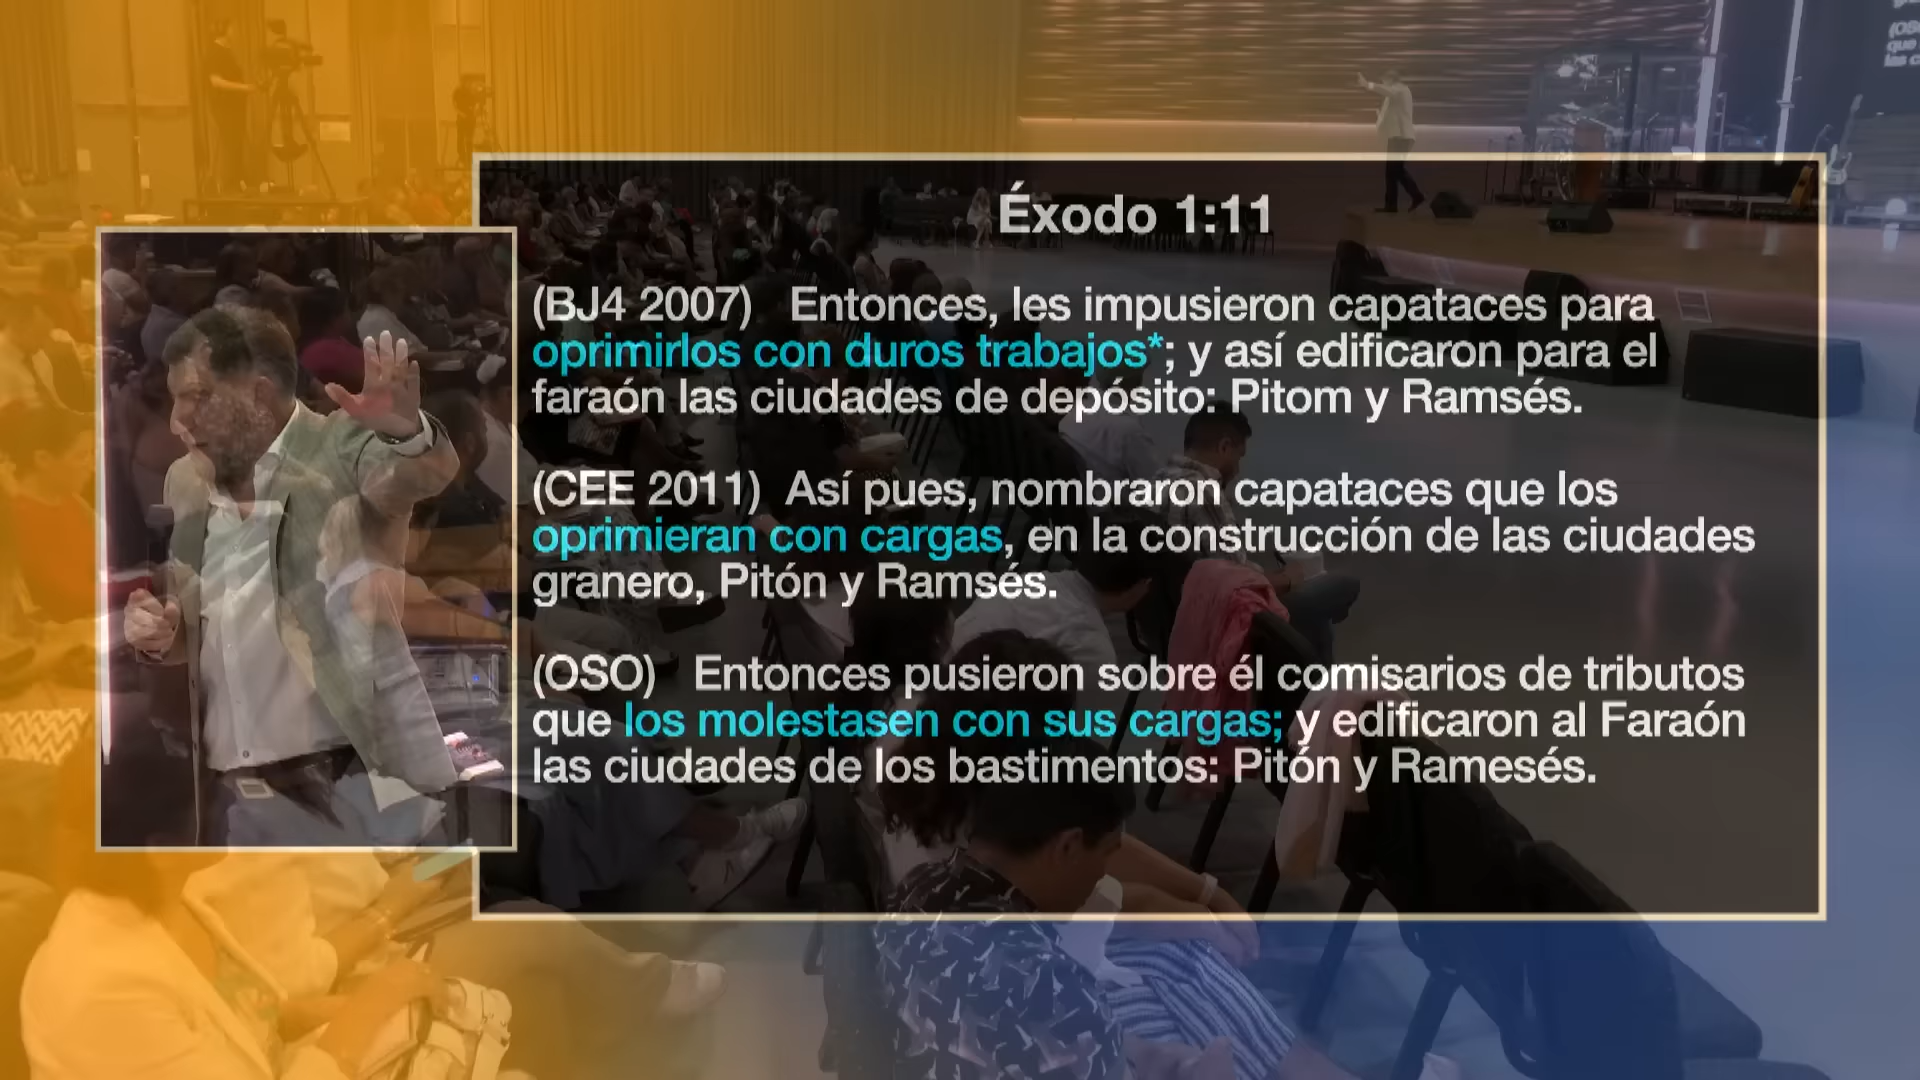 Éxodo 1:11
(BJ4 2007) Entonces, les impusieron capataces para
oprimirlos con duros trabajos*; y así edificaron para el
faraón las ciudades de depósito: Pitom y Ramsés.
(CEE 2011) Así pues, nombraron capataces que los
oprimieran con cargas, en la construcción de las ciudades
granero, Pitón y Ramsés.
(OSO) Entonces pusieron sobre él comisarios de tributos
que los molestasen con sus cargas; y edificaron al Faraón
las ciudades de los bastimentos: Pitón y Ramesés.
(OS
que
las c